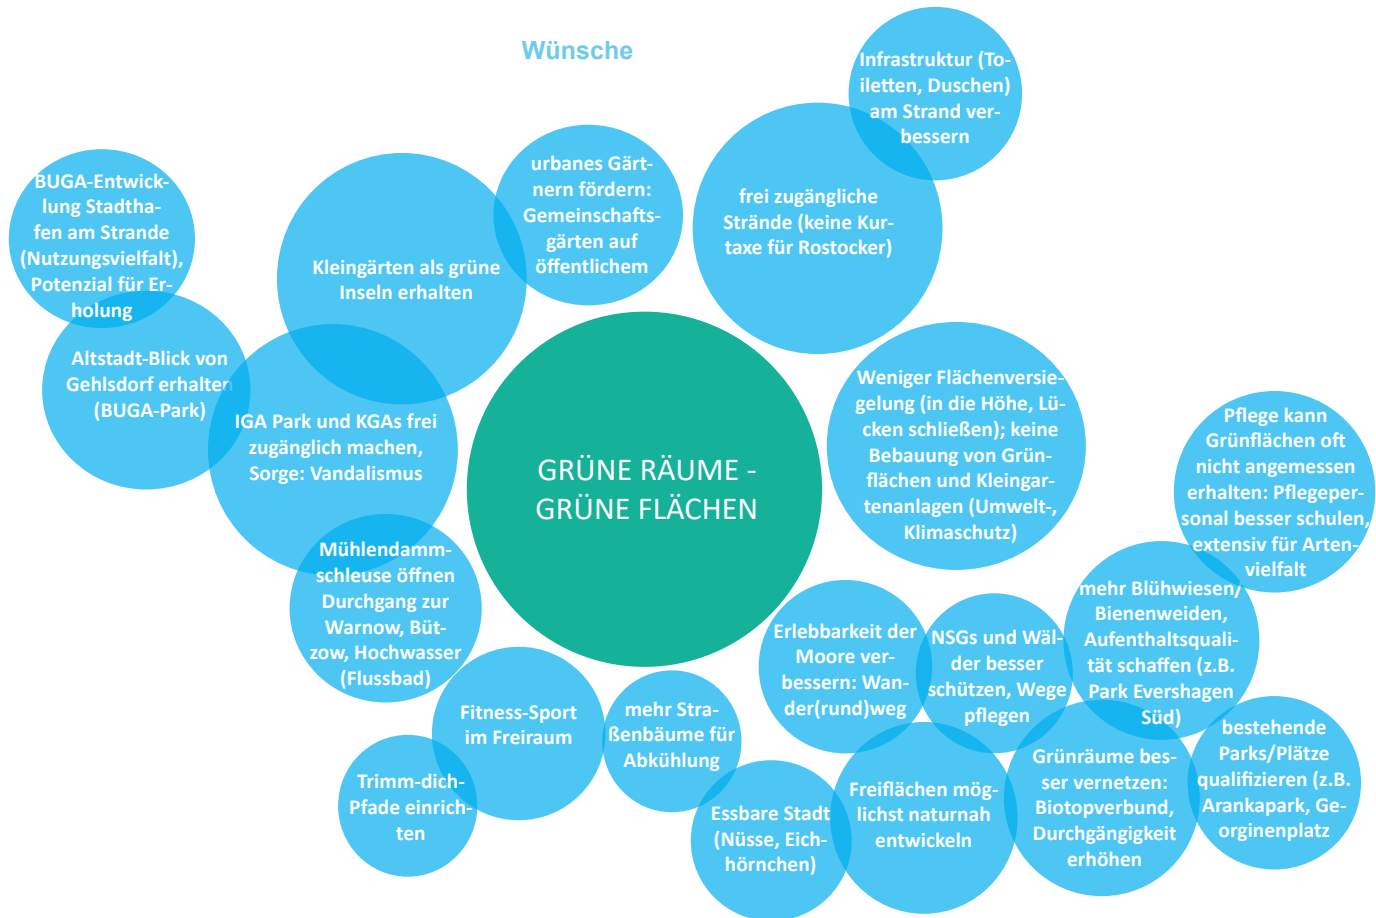 Wünsche
Infrastruktur (To-
iletten, Duschen)
am Strand ver-
bessern
urbanes Gärt-
nern fördern:
Gemeinschafts-
gärten auf
öffentlichem
frei zugängliche
Strände (keine Kur-
taxe für Rostocker)
BUGA-Entwick-
lung Stadtha-
fen am Strande
(Nutzungsvielfalt),
Potenzial für Er-
holung
Kleingärten als grüne
Inseln erhalten
Altstadt-Blick von
Gehlsdorf erhalten
(BUGA-Park)
IGA Park und KGAs frei
zugänglich machen,
Sorge: Vandalismus
GRÜNE RÄUME -
GRÜNE FLÄCHEN
Weniger Flächenversie-
gelung (in die Höhe, Lü-
cken schließen); keine
Bebauung von Grün-
flächen und Kleingar-
tenanlagen (Umwelt-,
Klimaschutz)
Pflege kann
Grünflächen oft
nicht angemessen
erhalten: Pflegeper-
sonal besser schulen,
extensiv für Arten-
vielfalt
Mühlendamm-
schleuse öffnen
Durchgang zur
Warnow, Büt-
zow, Hochwasser
(Flussbad)
Erlebbarkeit der
Moore ver-
bessern: Wan-
der(rund)weg
NSGs und Wäl-
der besser
schützen, Wege
pflegen
mehr Blühwiesen/
Bienenweiden,
Aufenthaltsquali-
tät schaffen (z.B.
Park Evershagen
Süd)
Fitness-Sport
im Freiraum
mehr Stra-
ßenbäume für
Abkühlung
Trimm-dich-
Pfade einrich-
ten
Essbare Stadt
(Nüsse, Eich-
hörnchen)
Freiflächen mög-
lichst naturnah
entwickeln
Grünräume bes-
ser vernetzen:
Biotopverbund,
Durchgängigkeit
erhöhen
bestehende
Parks/Plätze
qualifizieren (z.B.
Arankapark, Ge-
orginenplatz